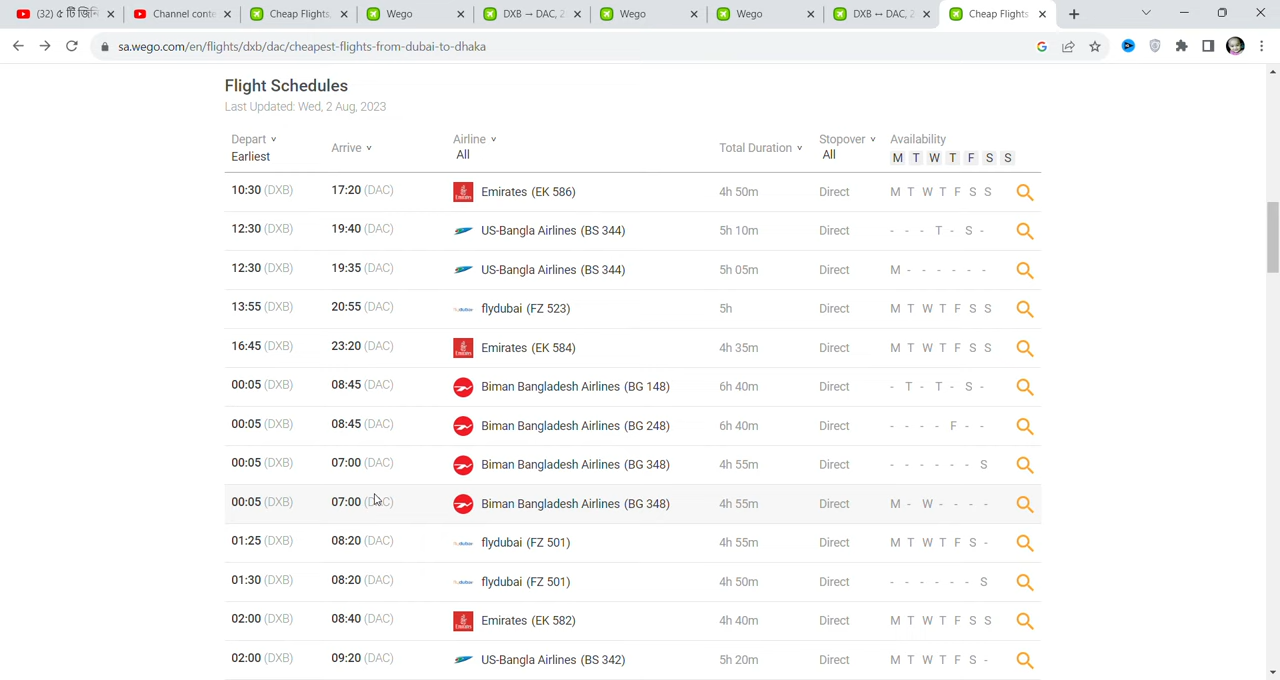 (32) 
Channel conte
Cheap Flights,
Wego
DXB → DAC, 2
Wego
Wego
DXB ↔ DAC, 2
Cheap Flights
sa.wego.com/en/flights/dxb/dac/cheapest-flights-from-dubai-to-dhaka
Flight Schedules
Last Updated: Wed, 2 Aug, 2023
Depart Arrive Airline Total Duration Stopover Availability
Earliest All All M T W T F S S
10:30 (DXB) 17:20 (DAC) Emirates (EK 586) 4h 50m Direct M T W T F S S
12:30 (DXB) 19:40 (DAC) US-Bangla Airlines (BS 344) 5h 10m Direct - - - T - S -
12:30 (DXB) 19:35 (DAC) US-Bangla Airlines (BS 344) 5h 05m Direct M - - - - - -
13:55 (DXB) 20:55 (DAC) flydubai (FZ 523) 5h Direct M T W T F S S
16:45 (DXB) 23:20 (DAC) Emirates (EK 584) 4h 35m Direct M T W T F S S
00:05 (DXB) 08:45 (DAC) Biman Bangladesh Airlines (BG 148) 6h 40m Direct - T - T - S -
00:05 (DXB) 08:45 (DAC) Biman Bangladesh Airlines (BG 248) 6h 40m Direct - - - - F - -
00:05 (DXB) 07:00 (DAC) Biman Bangladesh Airlines (BG 348) 4h 55m Direct - - - - - - S
00:05 (DXB) 07:00 (DAC) Biman Bangladesh Airlines (BG 348) 4h 55m Direct M - W - - - -
01:25 (DXB) 08:20 (DAC) flydubai (FZ 501) 4h 55m Direct M T W T F S -
01:30 (DXB) 08:20 (DAC) flydubai (FZ 501) 4h 50m Direct - - - - - - S
02:00 (DXB) 08:40 (DAC) Emirates (EK 582) 4h 40m Direct M T W T F S S
02:00 (DXB) 09:20 (DAC) US-Bangla Airlines (BS 342) 5h 20m Direct M T W T F S -